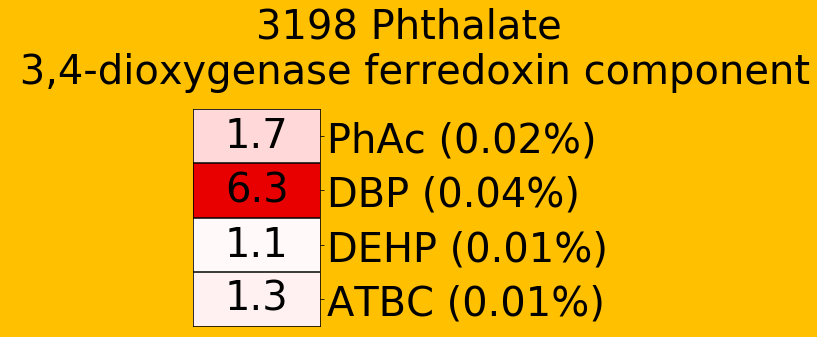 3198 Phthalate
3,4-dioxygenase ferredoxin component
1.7 PhAc (0.02%)
6.3 DBP (0.04%)
1.1 DEHP (0.01%)
1.3 ATBC (0.01%)